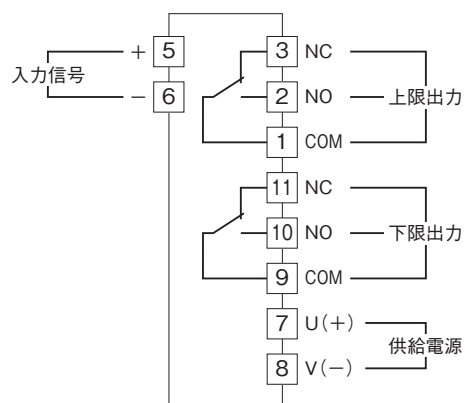 入力信号
+ 5
− 6
3 NC
2 NO
1 COM
上限出力
11 NC
10 NO
9 COM
下限出力
7 U(+)
8 V(−)
供給電源